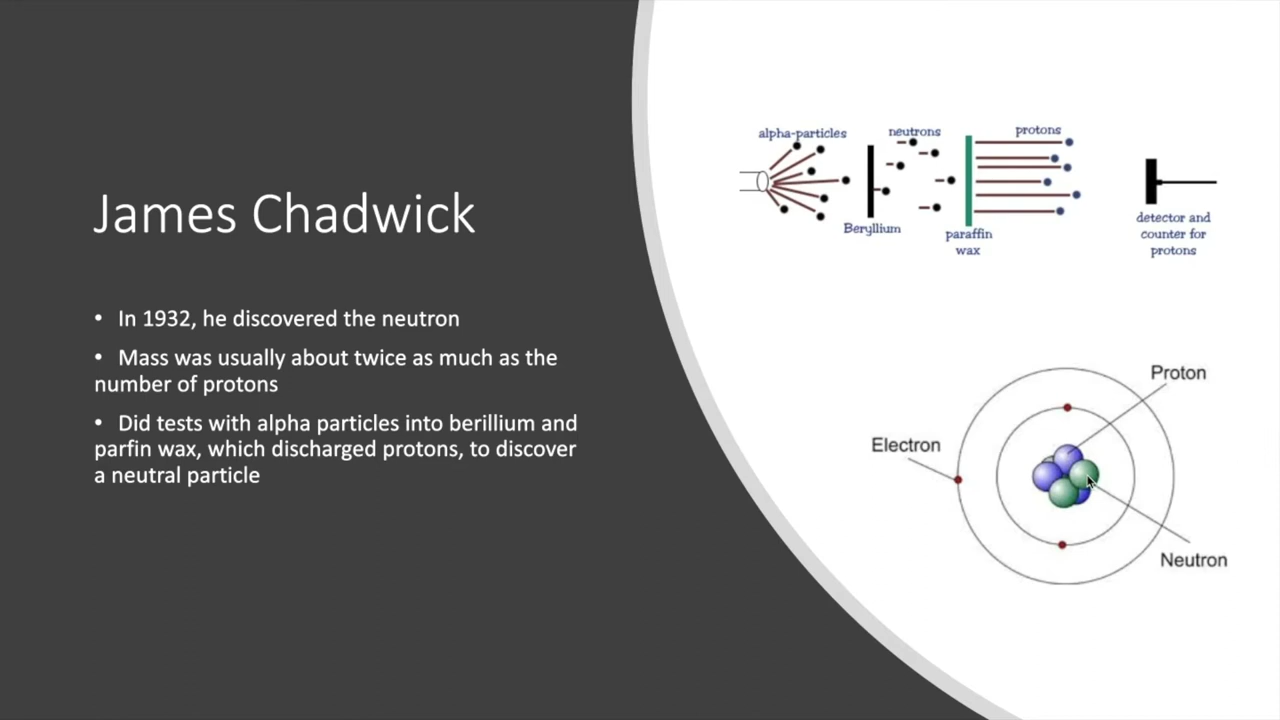 James Chadwick
• In 1932, he discovered the neutron
• Mass was usually about twice as much as the
number of protons
• Did tests with alpha particles into berillium and
parfin wax, which discharged protons, to discover
a neutral particle
alpha-particles
neutrons
protons
Beryllium
paraffin
wax
detector and
counter for
protons
Proton
Electron
Neutron